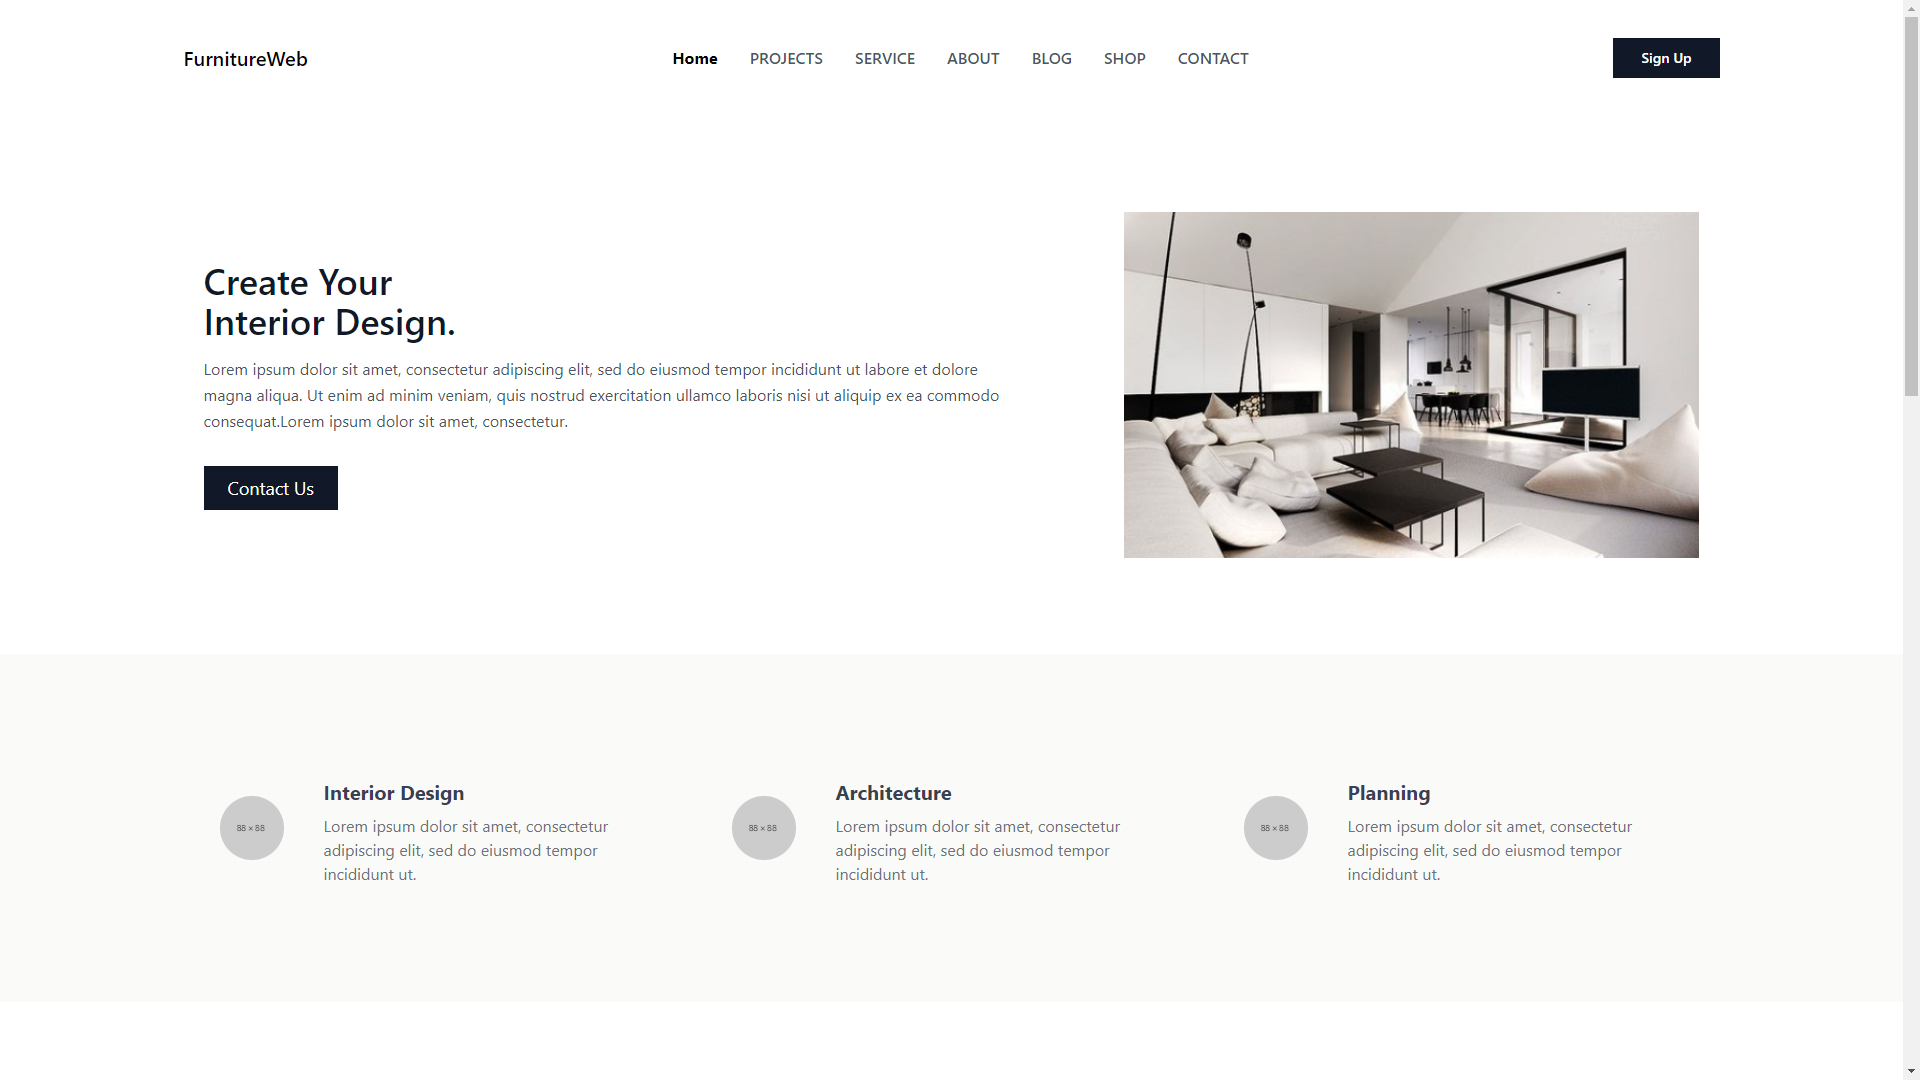 FurnitureWeb
Home PROJECTS SERVICE ABOUT BLOG SHOP CONTACT
Sign Up
Create Your
Interior Design.
Lorem ipsum dolor sit amet, consectetur adipiscing elit, sed do eiusmod tempor incididunt ut labore et dolore
magna aliqua. Ut enim ad minim veniam, quis nostrud exercitation ullamco laboris nisi ut aliquip ex ea commodo
consequat.Lorem ipsum dolor sit amet, consectetur.
Contact Us
88 × 88
Interior Design
Lorem ipsum dolor sit amet, consectetur
adipiscing elit, sed do eiusmod tempor
incididunt ut.
88 × 88
Architecture
Lorem ipsum dolor sit amet, consectetur
adipiscing elit, sed do eiusmod tempor
incididunt ut.
88 × 88
Planning
Lorem ipsum dolor sit amet, consectetur
adipiscing elit, sed do eiusmod tempor
incididunt ut.